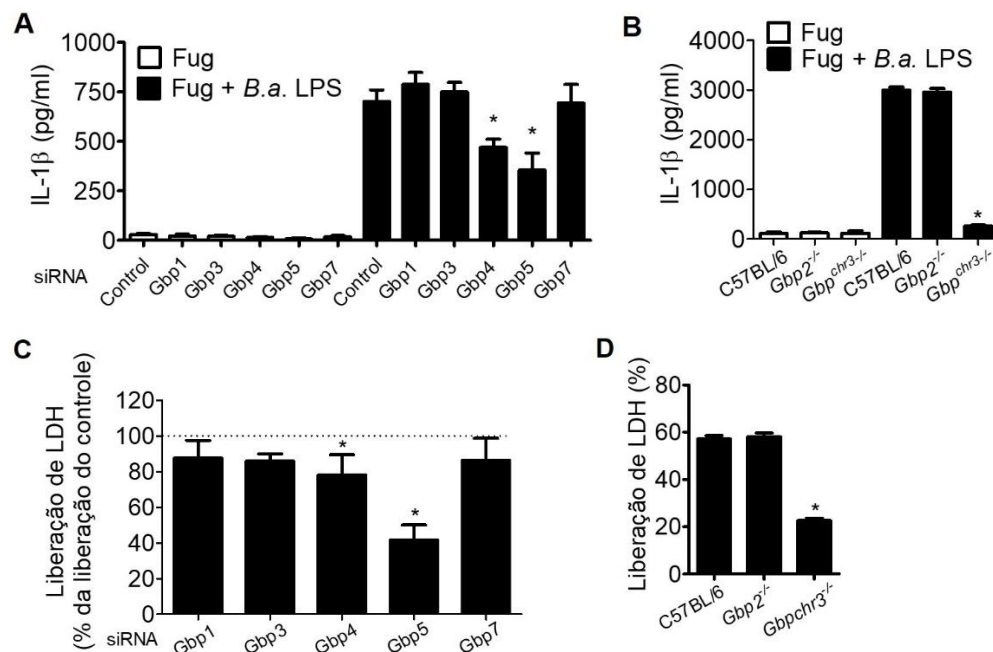 A
IL-1β (pg/ml)
1000
750
500
250
0
Fug
Fug + B.a. LPS
*
*
siRNA
Control
Gbp1
Gbp3
Gbp4
Gbp5
Gbp7
Control
Gbp1
Gbp3
Gbp4
Gbp5
Gbp7
B
IL-1β (pg/ml)
4000
3000
2000
1000
0
Fug
Fug + B.a. LPS
*
C57BL/6
Gbp2-/-
Gbpchr3-/-
C57BL/6
Gbp2-/-
Gbpchr3-/-
C
Liberação de LDH
(% da liberação do controle)
120
100
80
60
40
20
0
*
*
siRNA
Gbp1
Gbp3
Gbp4
Gbp5
Gbp7
D
Liberação de LDH (%)
80
60
40
20
0
*
C57BL/6
Gbp2-/-
Gbpchr3-/-